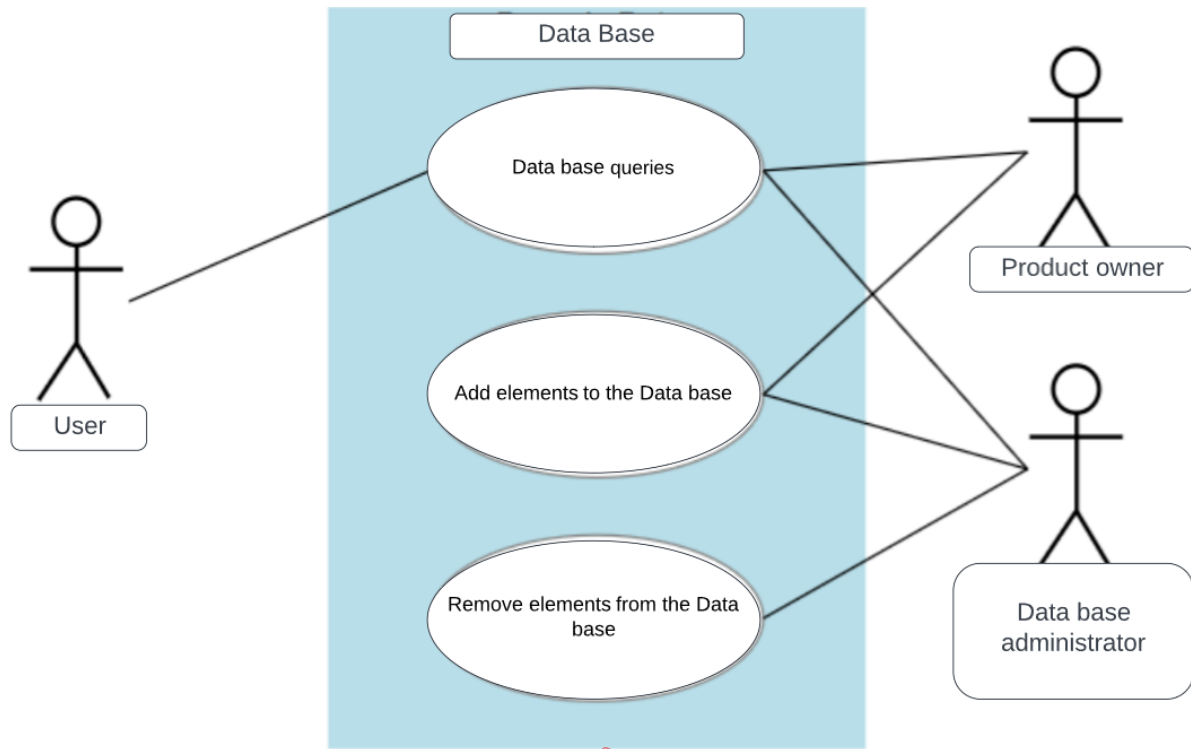 Data Base
Data base queries
Product owner
Add elements to the Data base
User
Remove elements from the Data
base
Data base
administrator